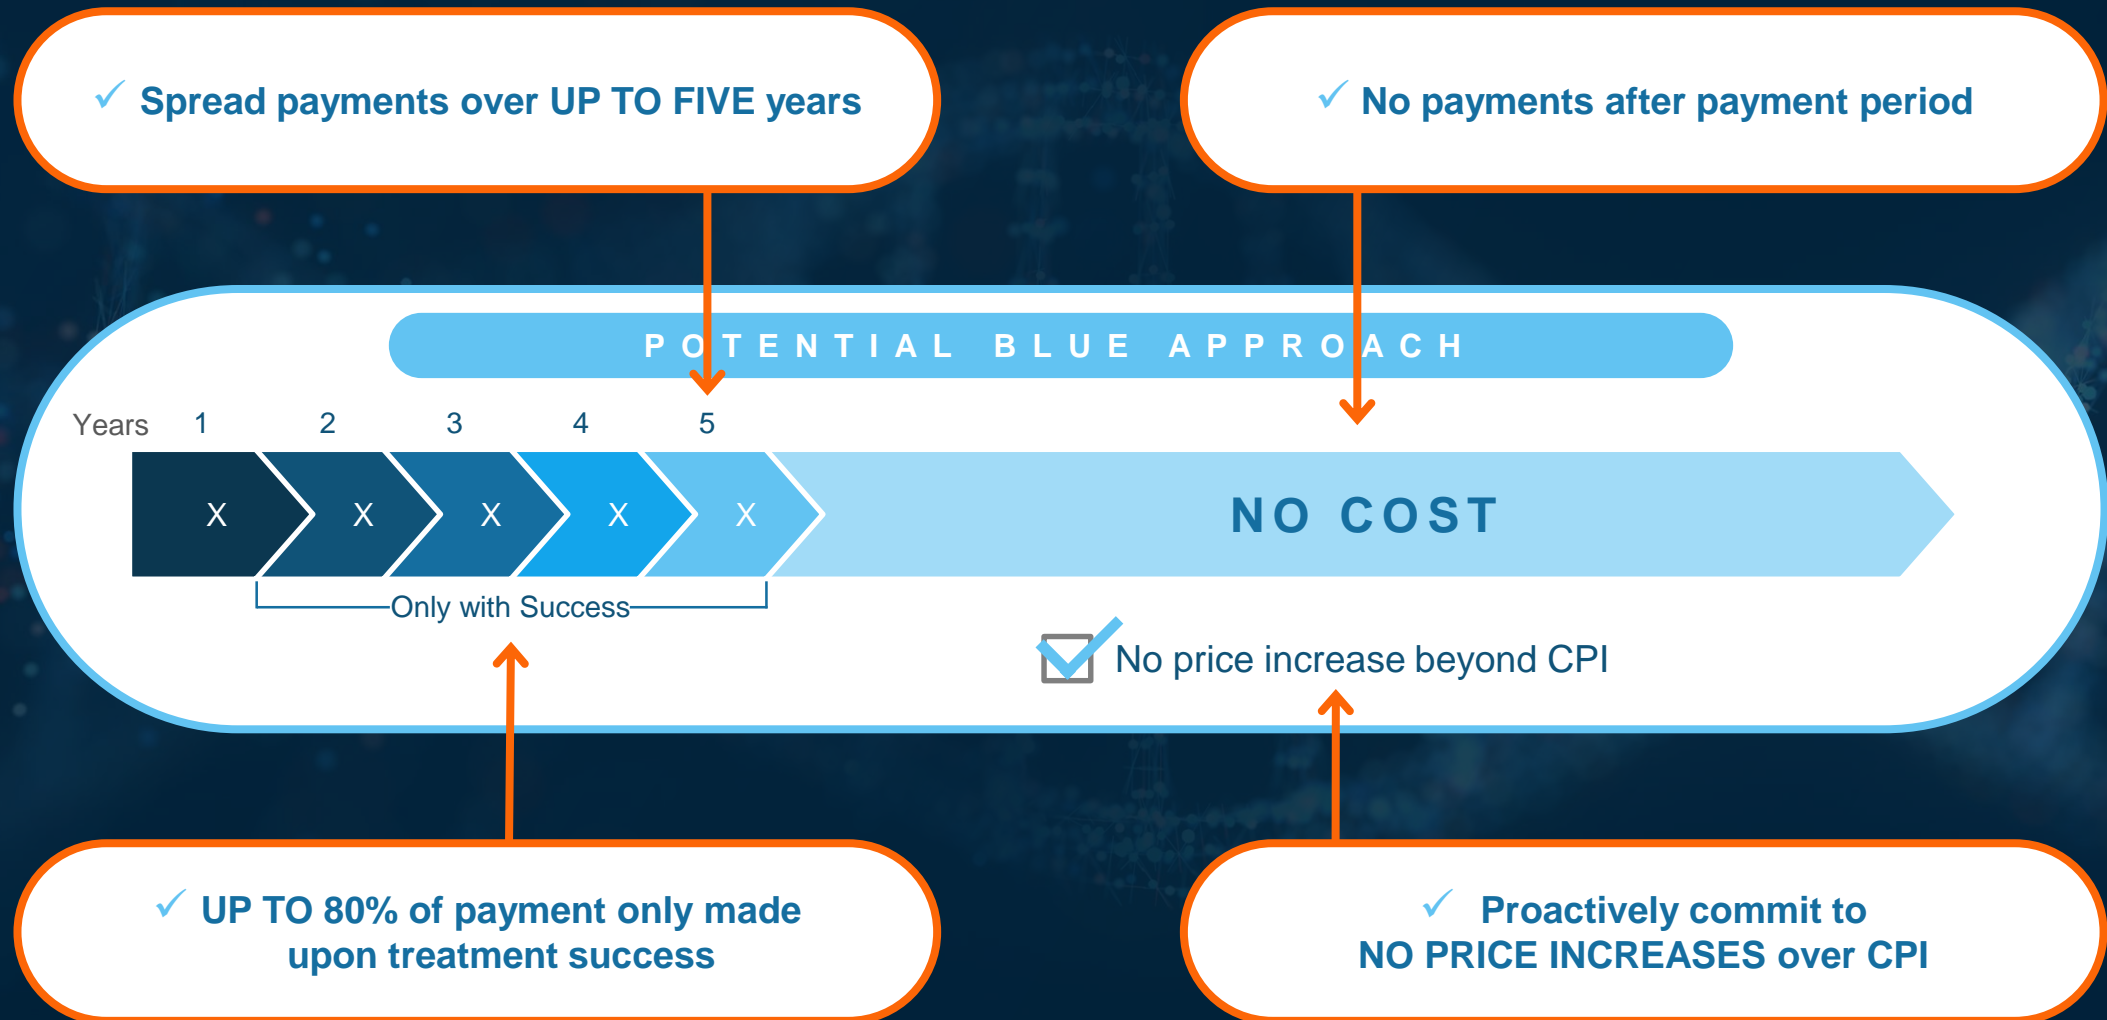 ✓ Spread payments over UP TO FIVE years
✓ No payments after payment period
POTENTIAL BLUE APPROACH
Years 1 2 3 4 5
X X X X X NO COST
Only with Success
No price increase beyond CPI
✓ UP TO 80% of payment only made
upon treatment success
✓ Proactively commit to
NO PRICE INCREASES over CPI